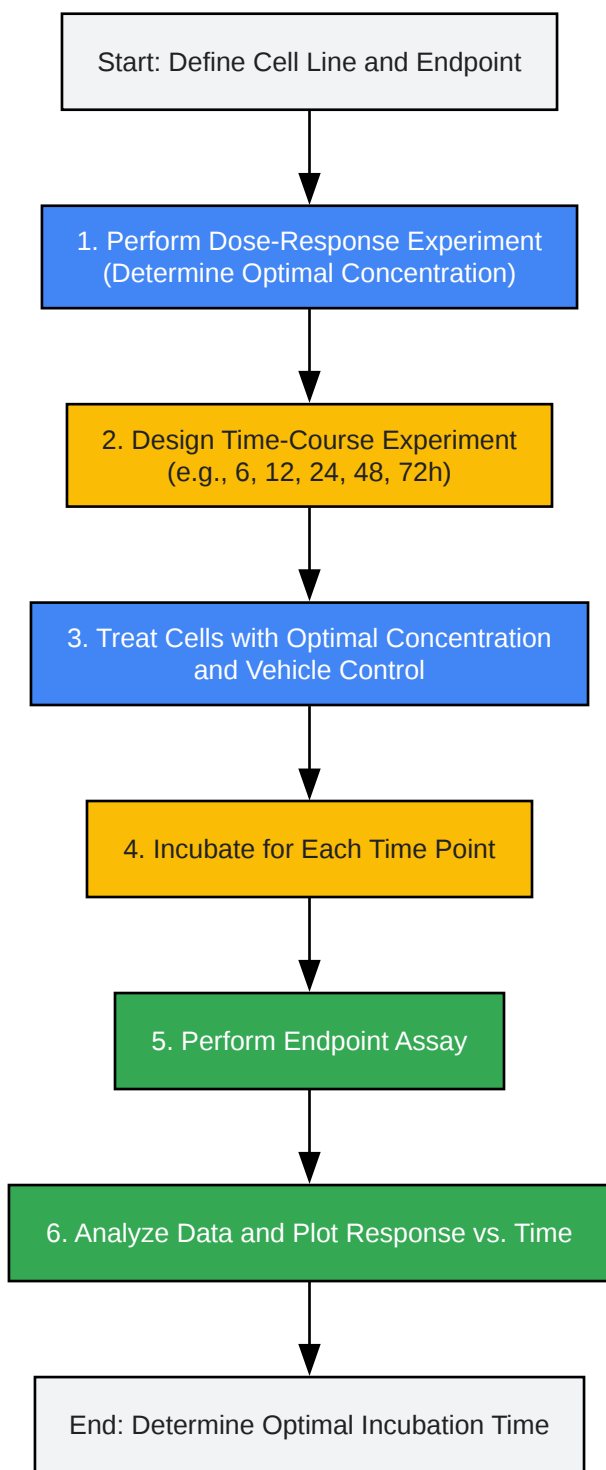 Start: Define Cell Line and Endpoint
1. Perform Dose-Response Experiment
(Determine Optimal Concentration)
2. Design Time-Course Experiment
(e.g., 6, 12, 24, 48, 72h)
3. Treat Cells with Optimal Concentration
and Vehicle Control
4. Incubate for Each Time Point
5. Perform Endpoint Assay
6. Analyze Data and Plot Response vs. Time
End: Determine Optimal Incubation Time